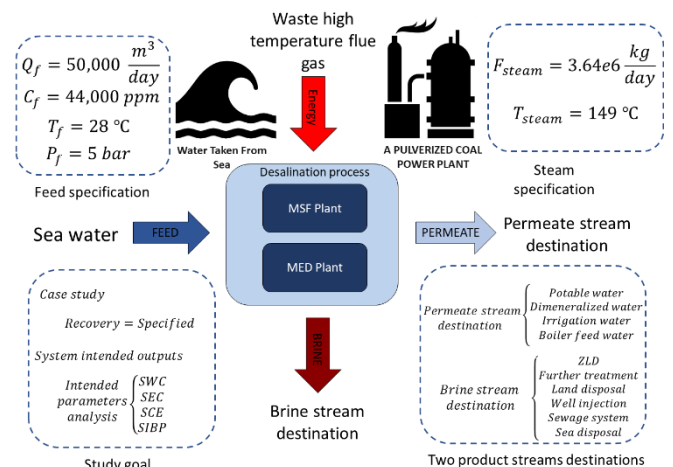 Waste high
temperature flue
gas
Q_f = 50,000 m^3/day
C_f = 44,000 ppm
T_f = 28 ℃
P_f = 5 bar
Feed specification
Water Taken From
Sea
Energy
A PULVERIZED COAL
POWER PLANT
F_steam = 3.64e6 kg/day
T_steam = 149 ℃
Steam
specification
Desalination process
MSF Plant
MED Plant
Sea water
FEED
PERMEATE
Permeate stream
destination
BRINE
Brine stream
destination
Case study
Recovery = Specified
System intended outputs
Intended
parameters
analysis
SWC
SEC
SCE
SIBP
Study goal
Permeate stream
destination
Potable water
Dimeneralized water
Irrigation water
Boiler feed water
Brine stream
destination
ZLD
Further treatment
Land disposal
Well injection
Sewage system
Sea disposal
Two product streams destinations